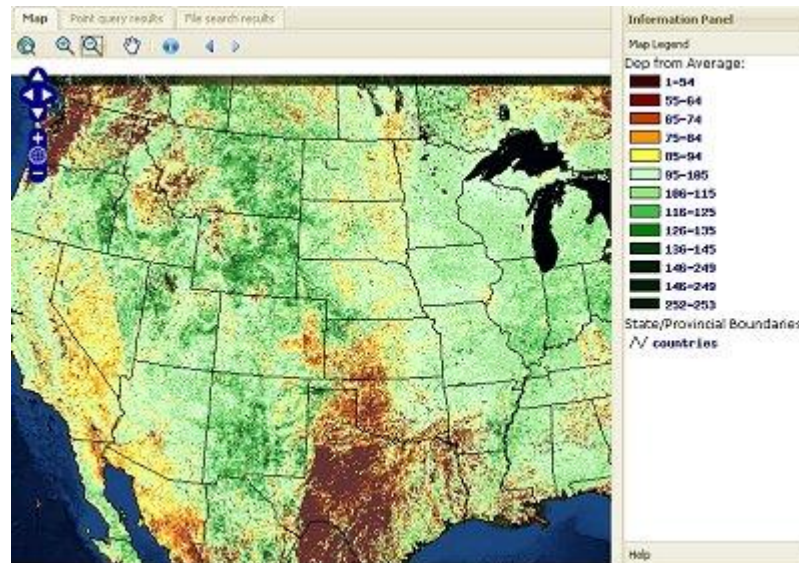 Map Point query results File search results
Information Panel
Map Legend
Dep from Average:
1-54
55-64
65-74
75-84
85-94
95-105
106-115
116-125
126-135
136-145
146-249
146-249
252-253
State/Provincial Boundaries
countries
Help